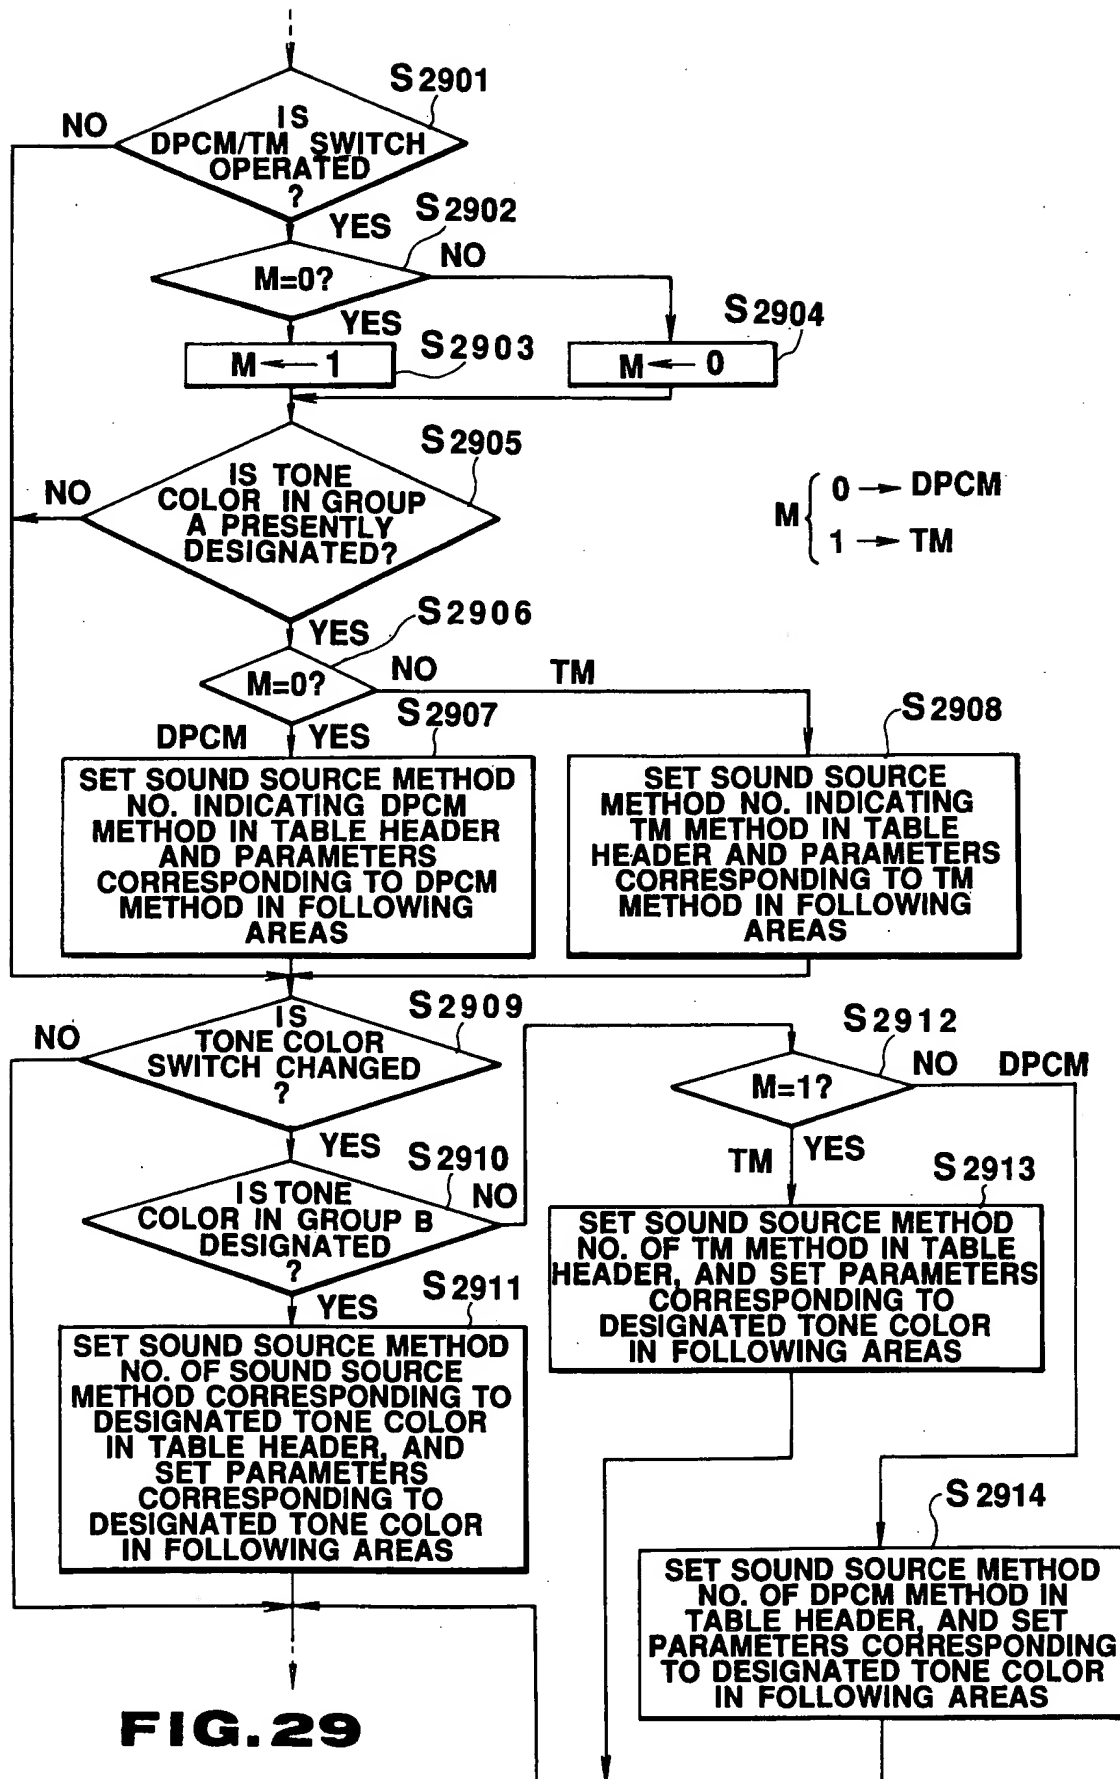 S2901
IS
DPCM/TM SWITCH
OPERATED
?
NO
YES
S2902
M=0?
NO
YES
S2903
M ← 1
S2904
M ← 0
S2905
IS TONE
COLOR IN GROUP
A PRESENTLY
DESIGNATED?
NO
M { 0 → DPCM
1 → TM
YES
S2906
M=0?
NO
TM
DPCM
YES
S2907
SET SOUND SOURCE METHOD
NO. INDICATING DPCM
METHOD IN TABLE HEADER
AND PARAMETERS
CORRESPONDING TO DPCM
METHOD IN FOLLOWING
AREAS
S2908
SET SOUND SOURCE
METHOD NO. INDICATING
TM METHOD IN TABLE
HEADER AND PARAMETERS
CORRESPONDING TO TM
METHOD IN FOLLOWING
AREAS
S2909
IS
TONE COLOR
SWITCH CHANGED
?
NO
YES
S2910
IS TONE
COLOR IN GROUP B
DESIGNATED
?
NO
YES
S2911
SET SOUND SOURCE METHOD
NO. OF SOUND SOURCE
METHOD CORRESPONDING TO
DESIGNATED TONE COLOR
IN TABLE HEADER, AND
SET PARAMETERS
CORRESPONDING TO
DESIGNATED TONE COLOR
IN FOLLOWING AREAS
S2912
M=1?
NO
DPCM
TM
YES
S2913
SET SOUND SOURCE METHOD
NO. OF TM METHOD IN TABLE
HEADER, AND SET PARAMETERS
CORRESPONDING TO
DESIGNATED TONE COLOR
IN FOLLOWING AREAS
S2914
SET SOUND SOURCE METHOD
NO. OF DPCM METHOD IN
TABLE HEADER, AND SET
PARAMETERS CORRESPONDING
TO DESIGNATED TONE COLOR
IN FOLLOWING AREAS
FIG.29